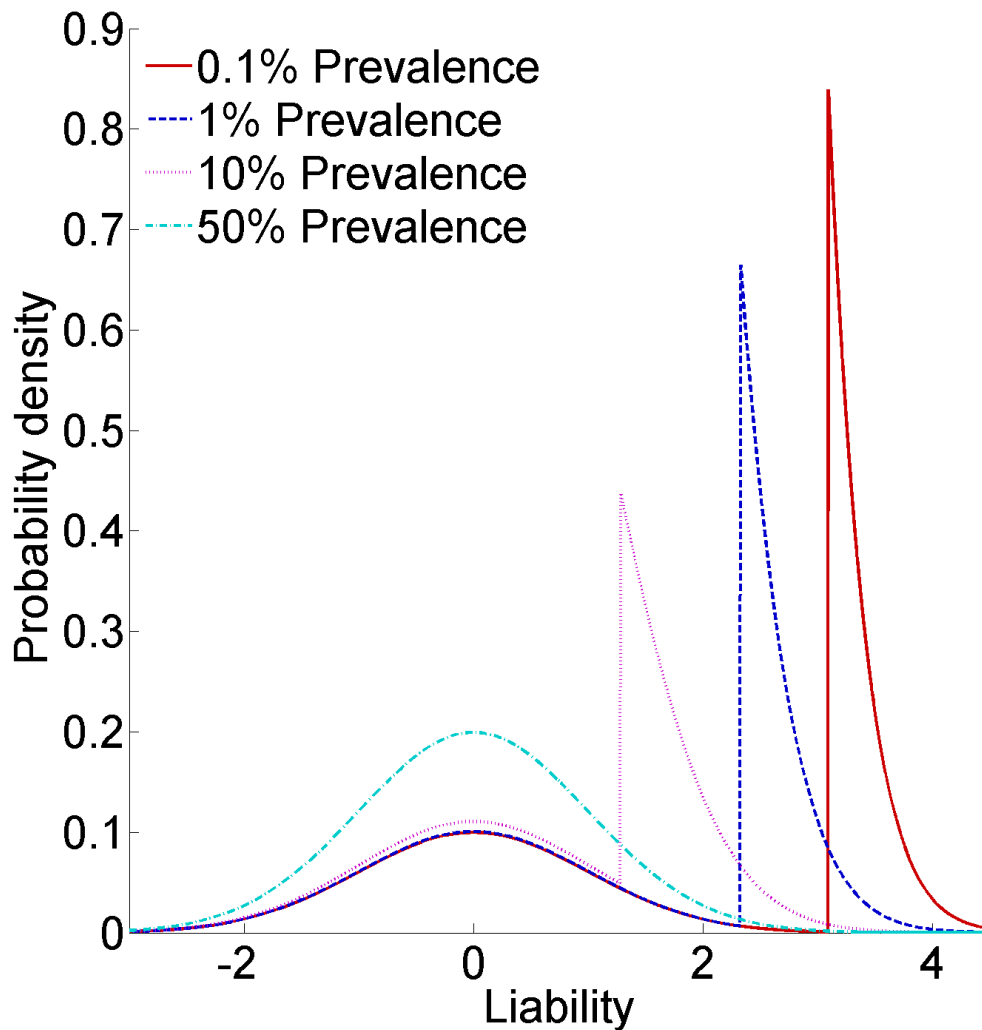 0.9
0.8
0.7
0.6
0.5
0.4
0.3
0.2
0.1
0
Probability density
0.1% Prevalence
1% Prevalence
10% Prevalence
50% Prevalence
-2
0
2
4
Liability